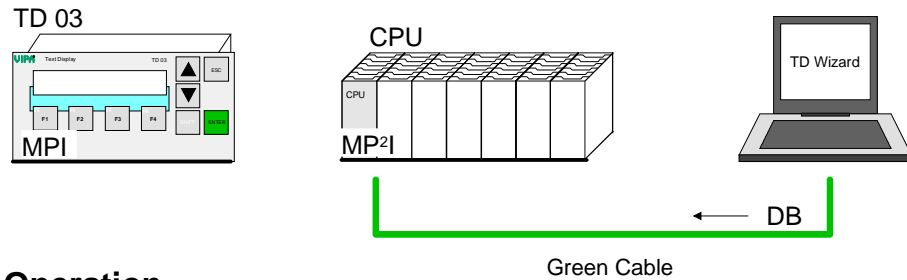 TD 03
VIPA Text Display TD 03
ESC
F1 F2 F3 F4 SHIFT ENTER
MPI
CPU
CPU
MP²I
TD Wizard
DB
Green Cable
Operation